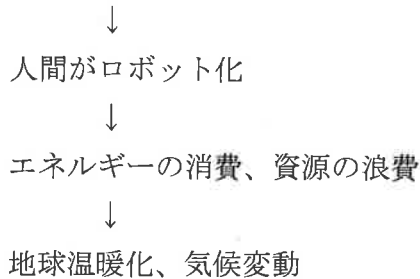 ↓
人間がロボット化
↓
エネルギーの消費、資源の浪費
↓
地球温暖化、気候変動